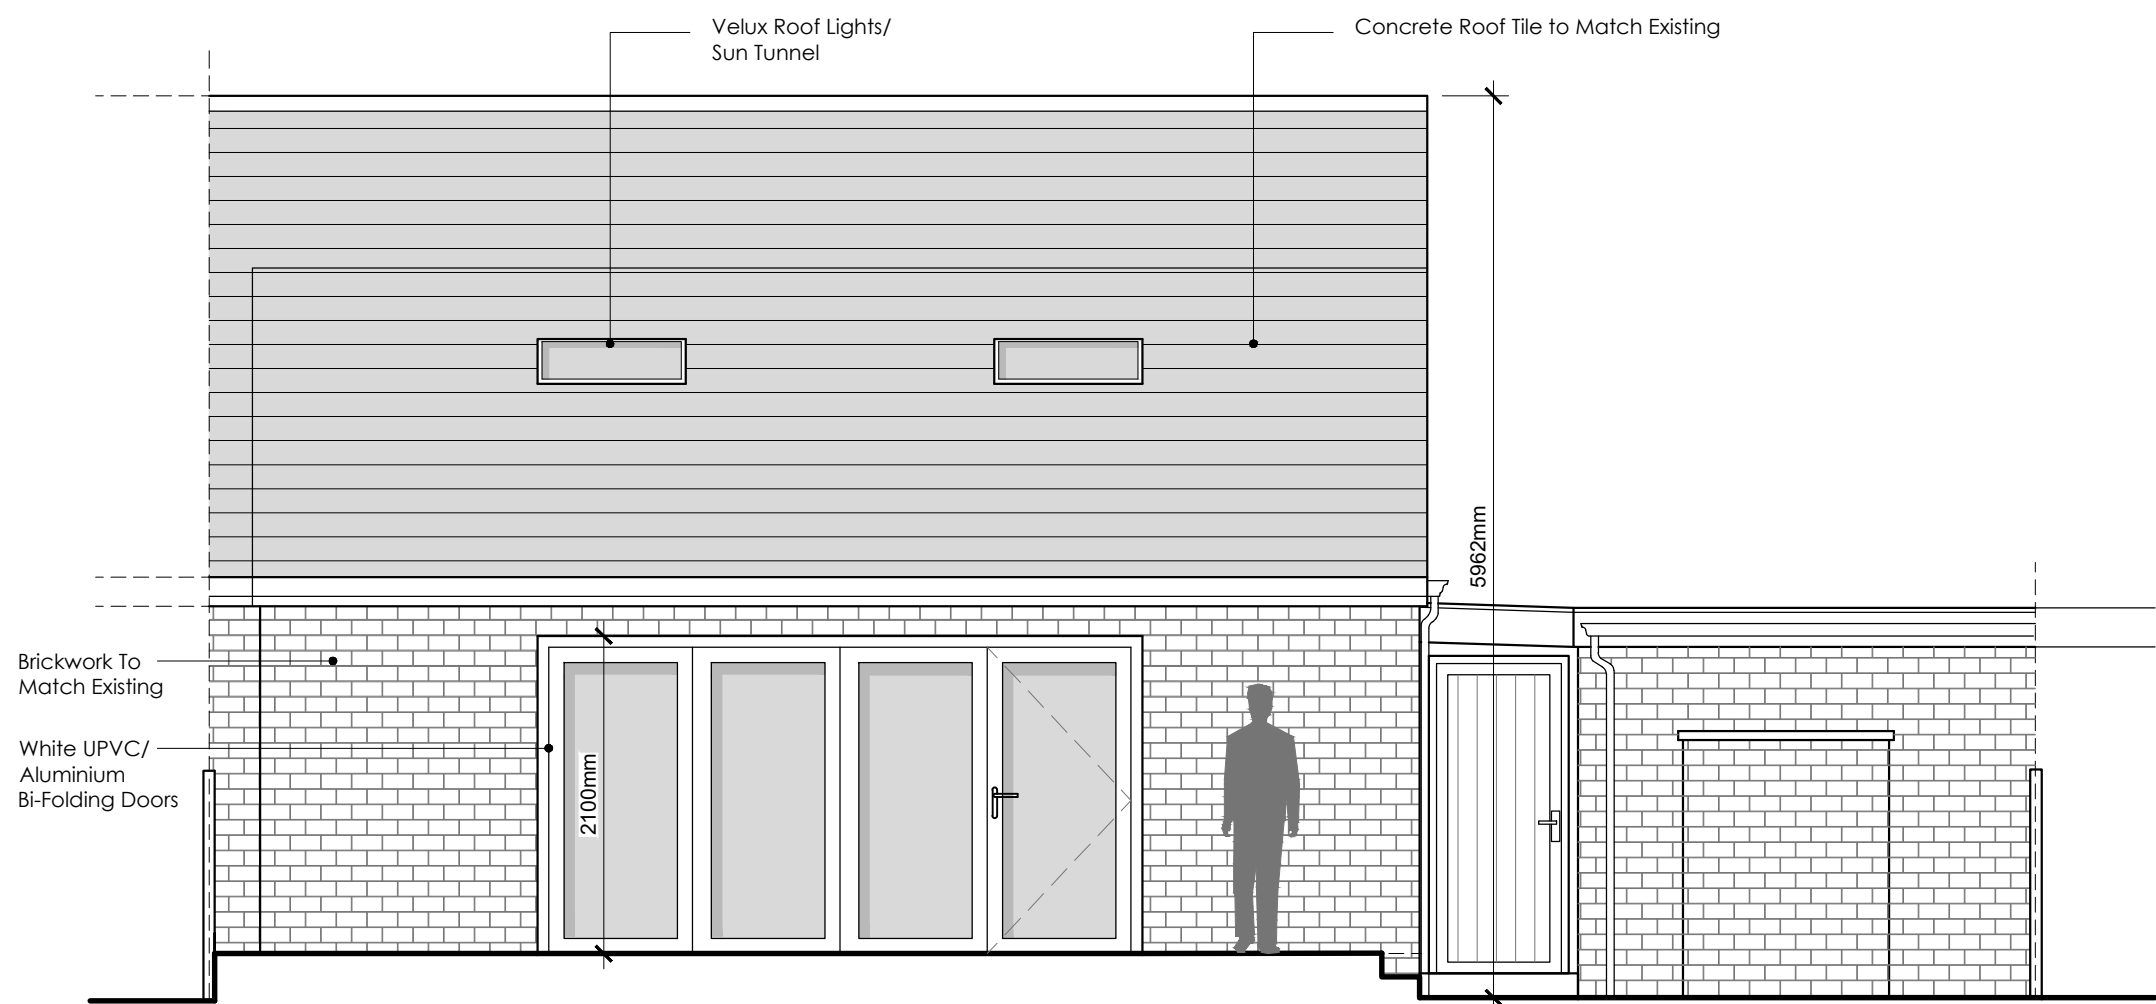 Velux Roof Lights/
Sun Tunnel
Concrete Roof Tile to Match Existing
5962mm
Brickwork To
Match Existing
White UPVC/
Aluminium
Bi-Folding Doors
2100mm